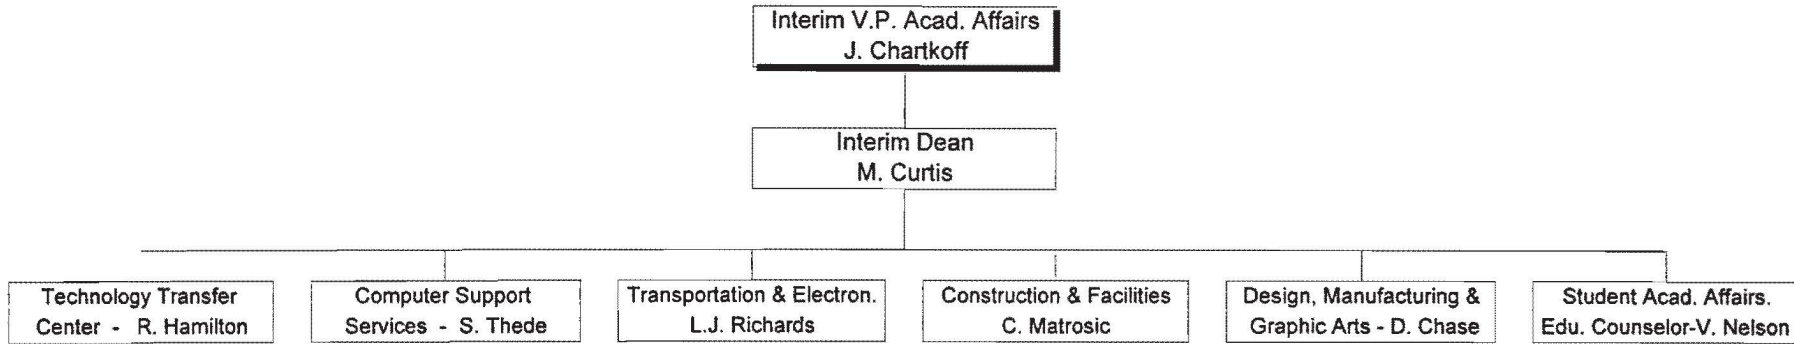 Interim V.P. Acad. Affairs
J. Chartkoff
Interim Dean
M. Curtis
Technology Transfer
Center - R. Hamilton
Computer Support
Services - S. Thede
Transportation & Electron.
L.J. Richards
Construction & Facilities
C. Matrosic
Design, Manufacturing &
Graphic Arts - D. Chase
Student Acad. Affairs.
Edu. Counselor-V. Nelson